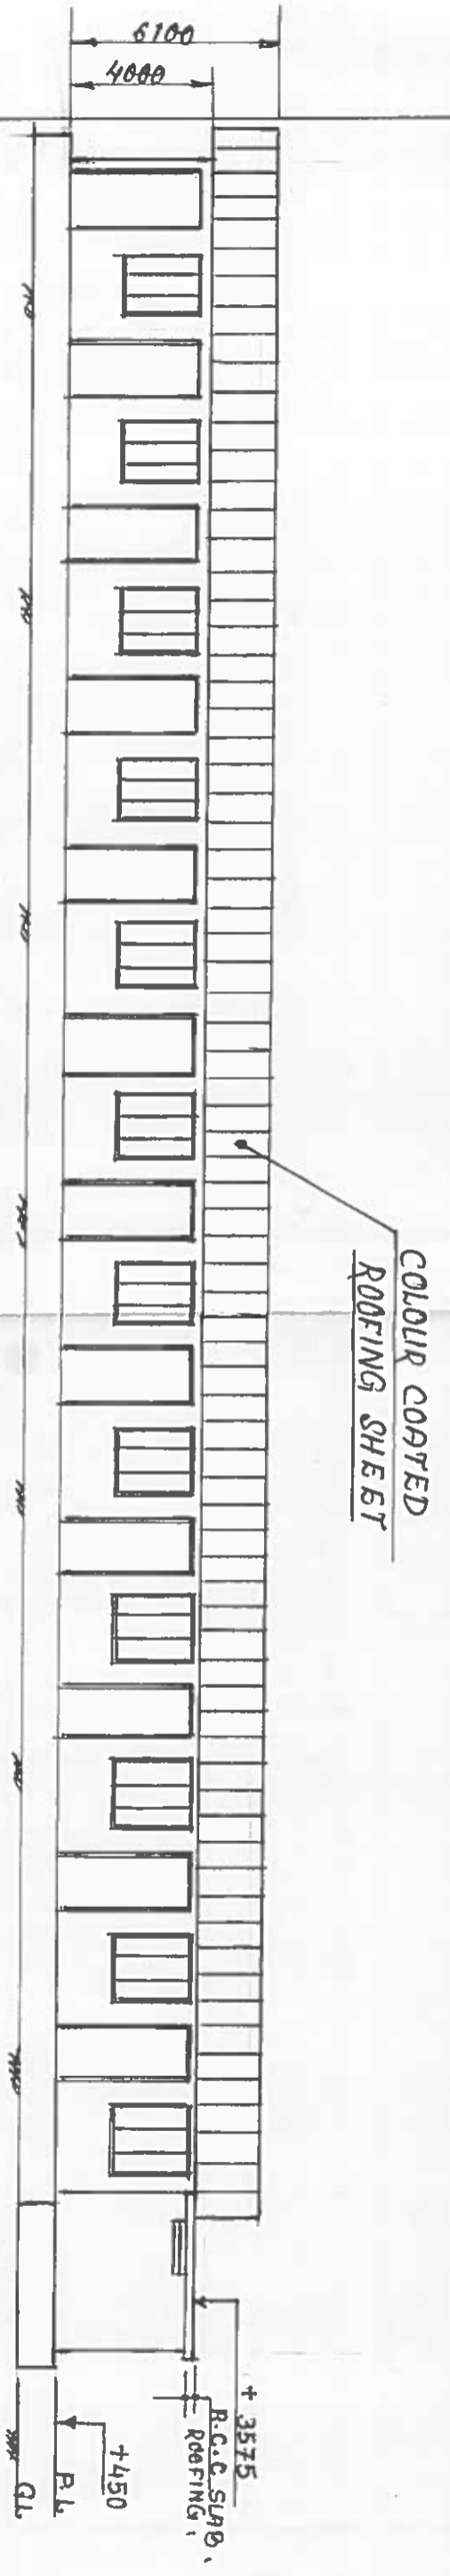 6100
4000
COLOUR COATED
ROOFING SHEET
+ 3575
R.C.C. SLAB.
ROOFING.
+450
P.L
G.L